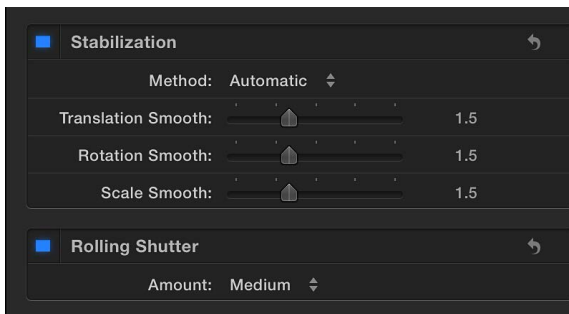 Stabilization
Method: Automatic
Translation Smooth: 1.5
Rotation Smooth: 1.5
Scale Smooth: 1.5
Rolling Shutter
Amount: Medium